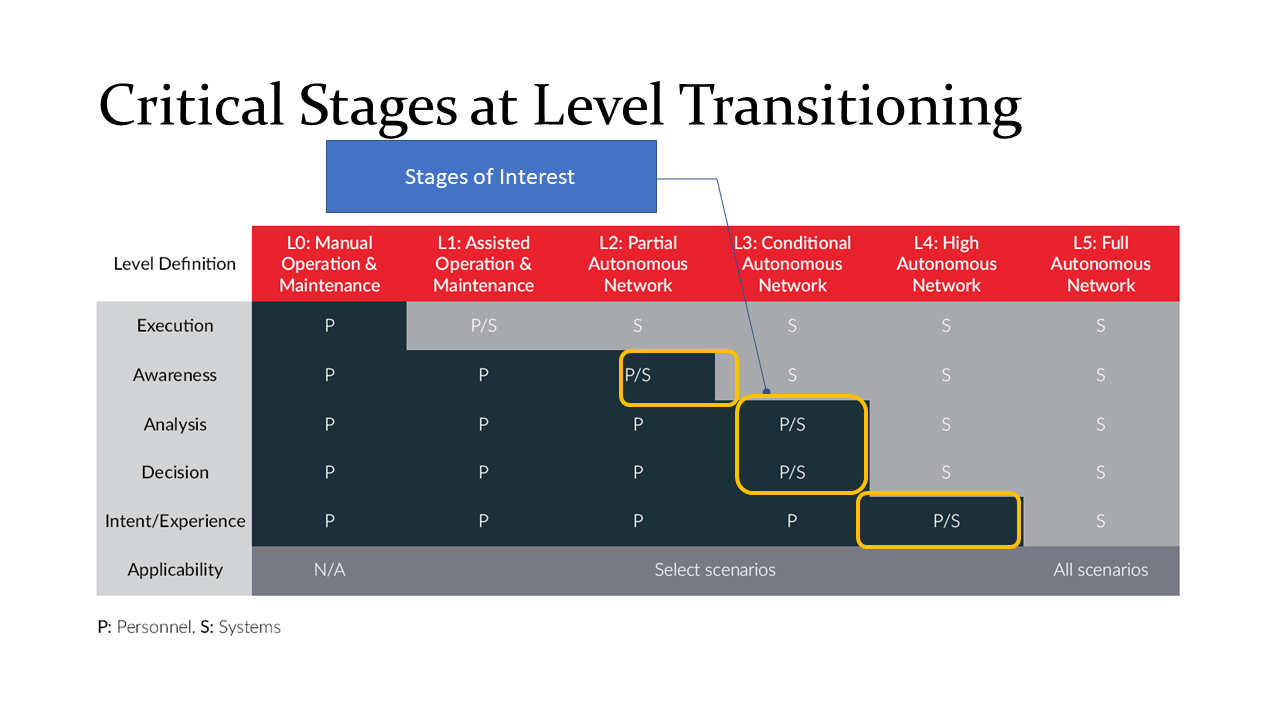 Critical Stages at Level Transitioning
Stages of Interest
Level Definition
L0: Manual
Operation &
Maintenance
L1: Assisted
Operation &
Maintenance
L2: Partial
Autonomous
Network
L3: Conditional
Autonomous
Network
L4: High
Autonomous
Network
L5: Full
Autonomous
Network
Execution P P/S S S S S
Awareness P P P/S S S S
Analysis P P P P/S S S
Decision P P P P/S S S
Intent/Experience P P P P P/S S
Applicability N/A Select scenarios All scenarios
P: Personnel, S: Systems